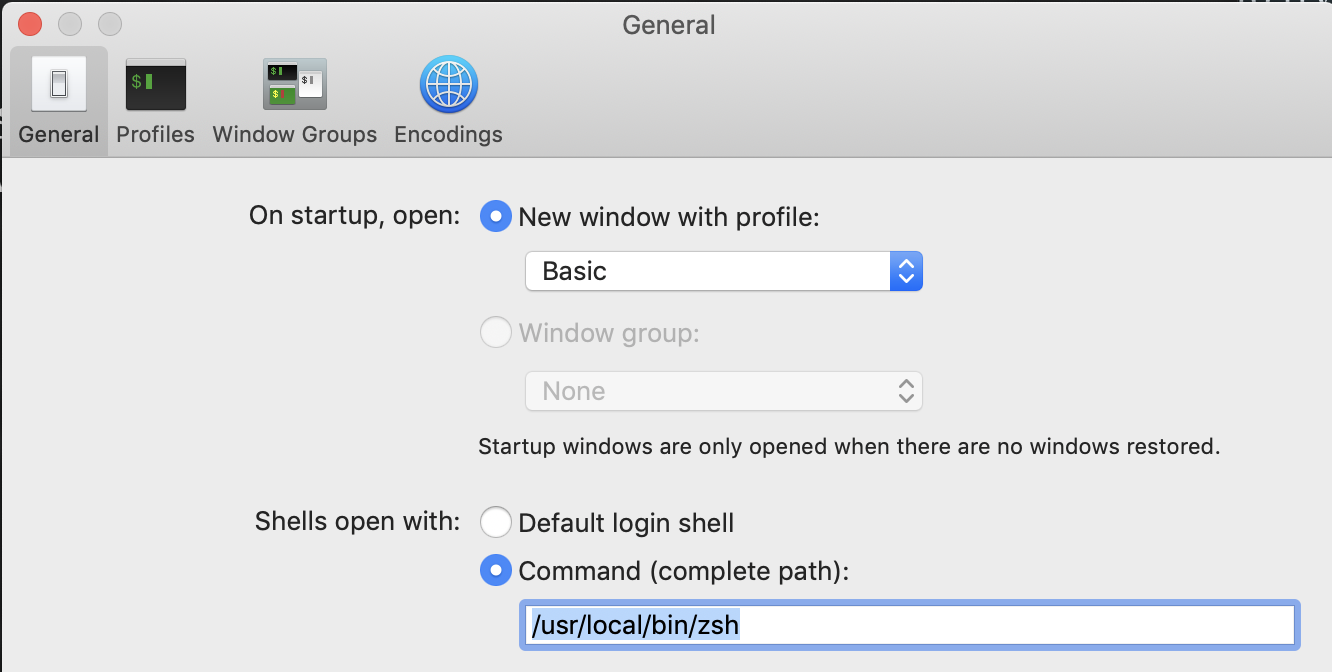 General
General Profiles Window Groups Encodings
On startup, open: New window with profile:
Basic
Window group:
None
Startup windows are only opened when there are no windows restored.
Shells open with: Default login shell
Command (complete path):
/usr/local/bin/zsh